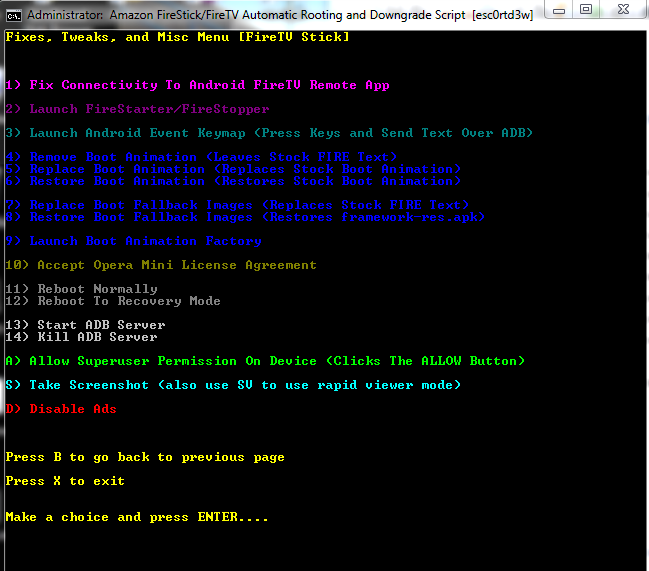 Administrator: Amazon FireStick/FireTV Automatic Rooting and Downgrade Script [esc0rtd3w]
Fixes, Tweaks, and Misc Menu [FireTV Stick]
1) Fix Connectivity To Android FireTV Remote App
2) Launch FireStarter/FireStopper
3) Launch Android Event Keymap (Press Keys and Send Text Over ADB)
4) Remove Boot Animation (Leaves Stock FIRE Text)
5) Replace Boot Animation (Replaces Stock Boot Animation)
6) Restore Boot Animation (Restores Stock Boot Animation)
7) Replace Boot Fallback Images (Replaces Stock FIRE Text)
8) Restore Boot Fallback Images (Restores framework-res.apk)
9) Launch Boot Animation Factory
10) Accept Opera Mini License Agreement
11) Reboot Normally
12) Reboot To Recovery Mode
13) Start ADB Server
14) Kill ADB Server
A) Allow Superuser Permission On Device (Clicks The ALLOW Button)
S) Take Screenshot (also use SV to use rapid viewer mode)
D) Disable Ads
Press B to go back to previous page
Press X to exit
Make a choice and press ENTER....